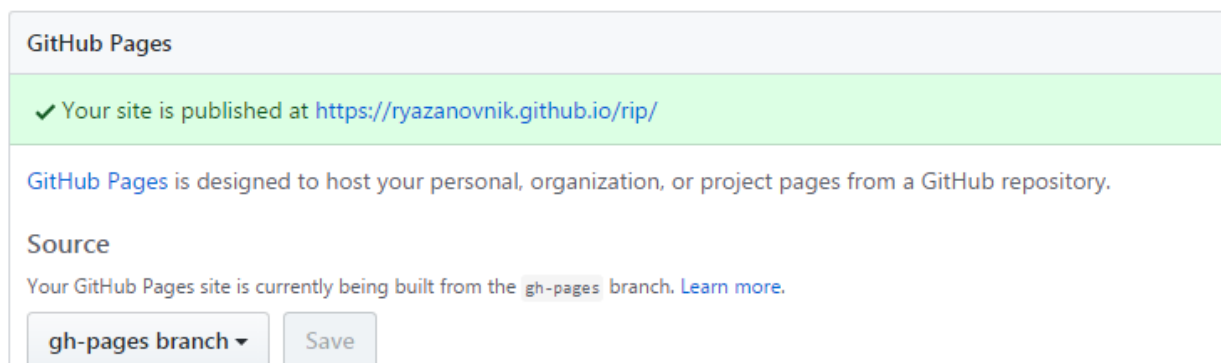 GitHub Pages
Your site is published at https://ryazanovnik.github.io/rip/
GitHub Pages is designed to host your personal, organization, or project pages from a GitHub repository.
Source
Your GitHub Pages site is currently being built from the gh-pages branch. Learn more.
gh-pages branch Save